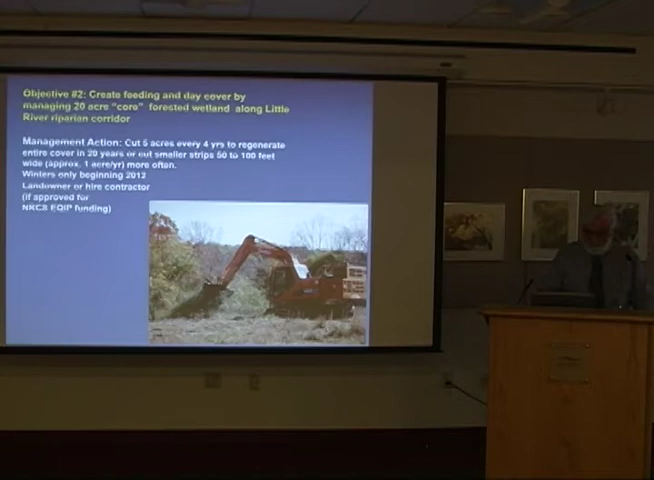 Objective #2: Create feeding and day cover by
managing 20 acre "core" forested wetland along Little
River riparian corridor
Management Action: Cut 5 acres every 4 yrs to regenerate
entire cover in 20 years or cut smaller strips 50 to 100 feet
wide (approx. 1 acre/yr) more often.
Winters only beginning 2012
Landowner or hire contractor
(if approved for
NRCS EQIP funding)